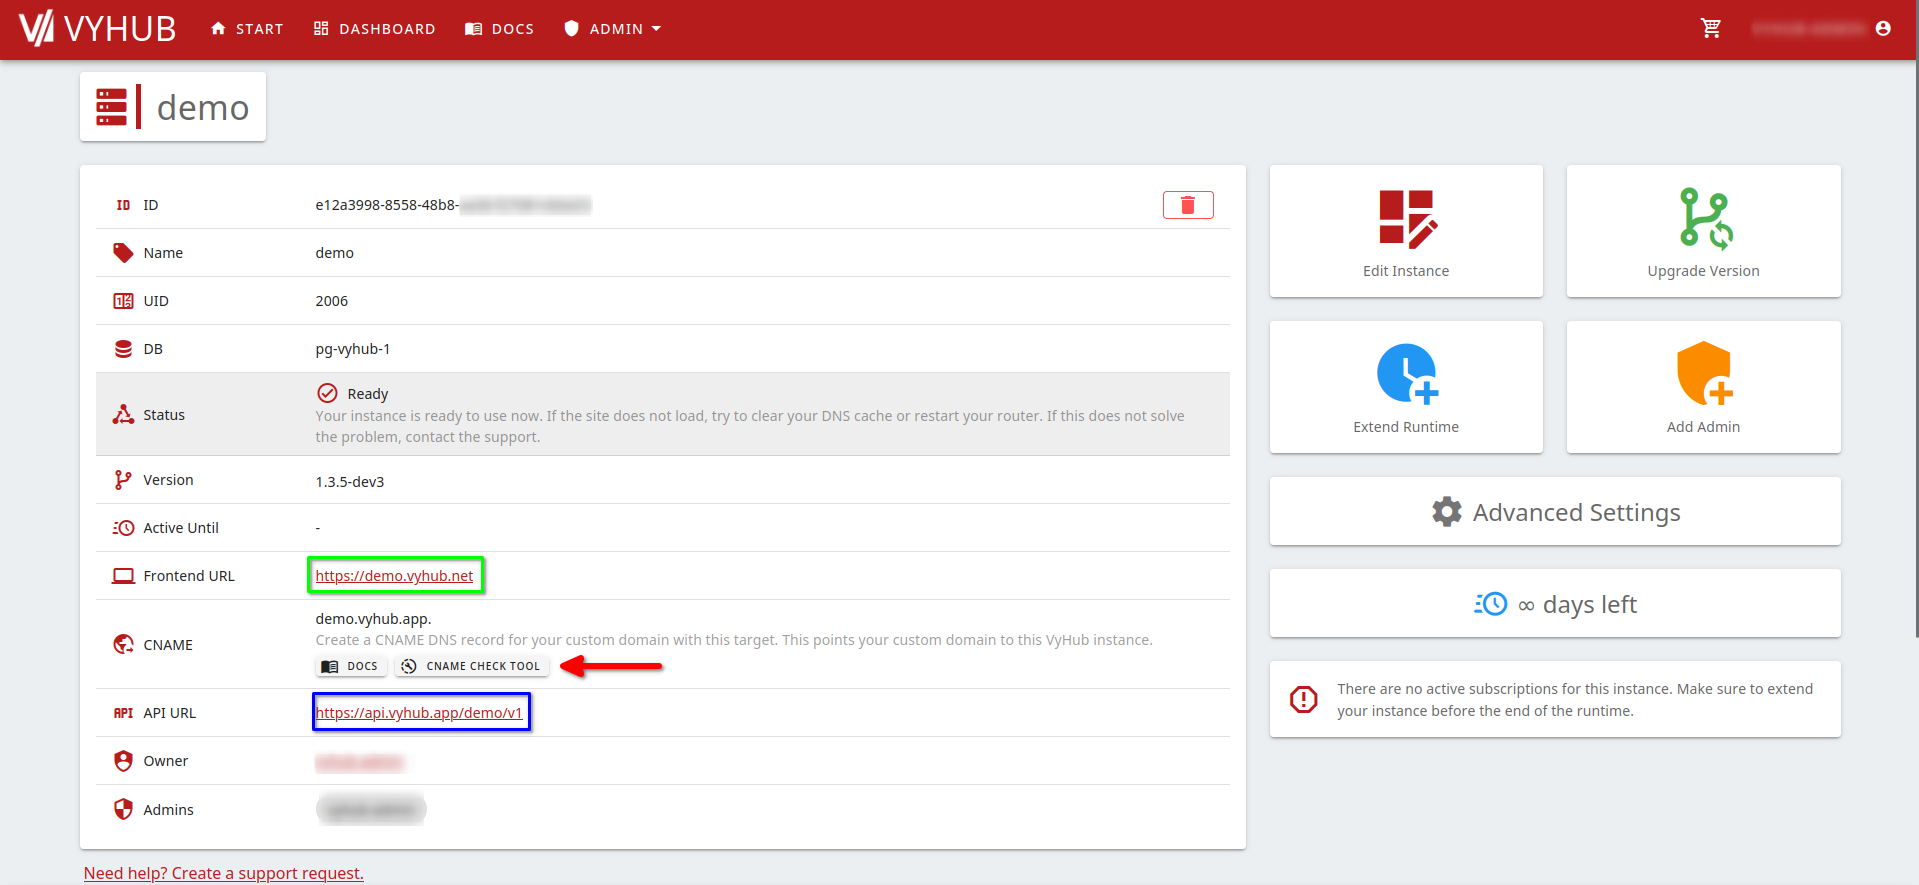 VYHUB START DASHBOARD DOCS ADMIN
demo
ID ID e12a3998-8558-48b8-
Name demo
UID 2006
DB pg-vyhub-1
Status Ready
Your instance is ready to use now. If the site does not load, try to clear your DNS cache or restart your router. If this does not solve
the problem, contact the support.
Version 1.3.5-dev3
Active Until -
Frontend URL https://demo.vyhub.net
CNAME demo.vyhub.app.
Create a CNAME DNS record for your custom domain with this target. This points your custom domain to this VyHub instance.
DOCS CNAME CHECK TOOL
API API URL https://api.vyhub.app/demo/v1
Owner
Admins
Need help? Create a support request.
Edit Instance
Upgrade Version
Extend Runtime
Add Admin
Advanced Settings
∞ days left
There are no active subscriptions for this instance. Make sure to extend
your instance before the end of the runtime.